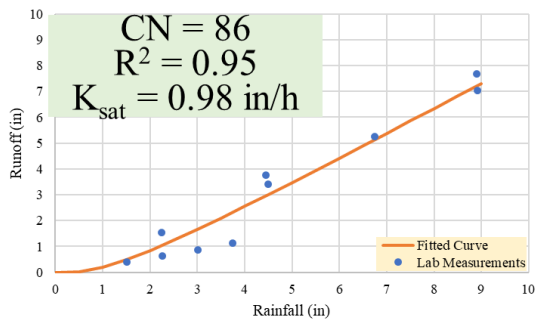 CN = 86
R² = 0.95
Ksat = 0.98 in/h
10
9
8
7
6
5
4
3
2
1
0
Runoff (in)
Fitted Curve
Lab Measurements
0 1 2 3 4 5 6 7 8 9 10
Rainfall (in)